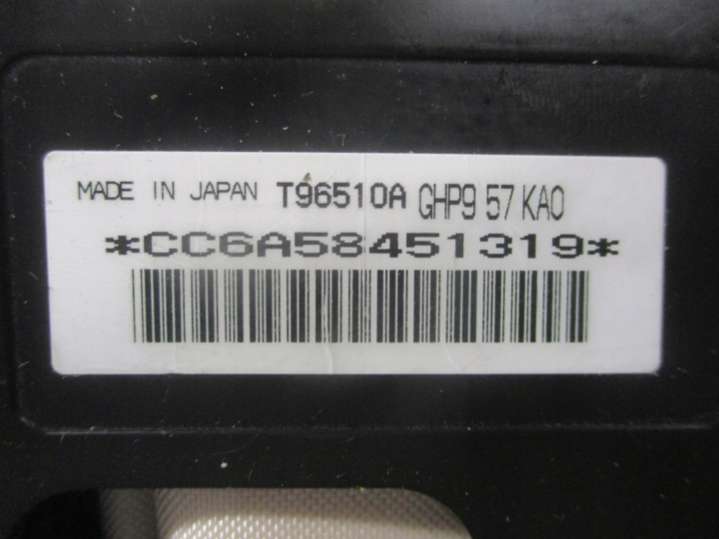 MADE IN JAPAN T96510A GHP9 57 KA0
*CC6A58451319*